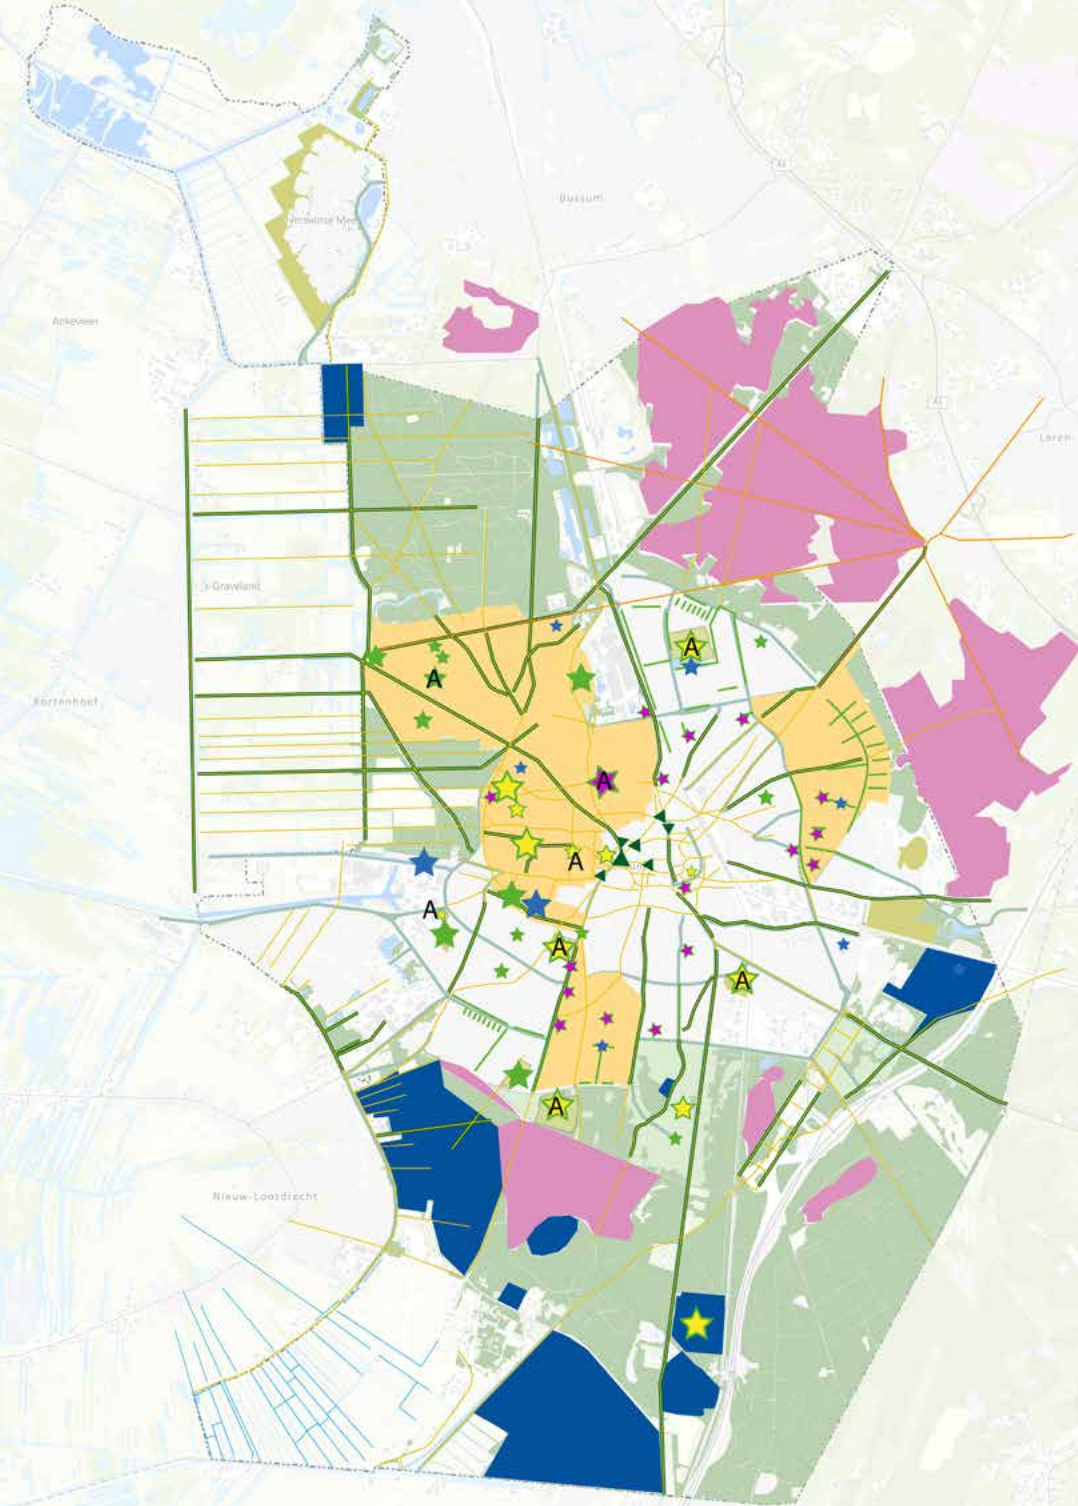 Bussum
Ankeveen
Laren
's-Graveland
Kortenhoef
A
A
A
A
A
A
A
A
Nieuw-Loosdrecht